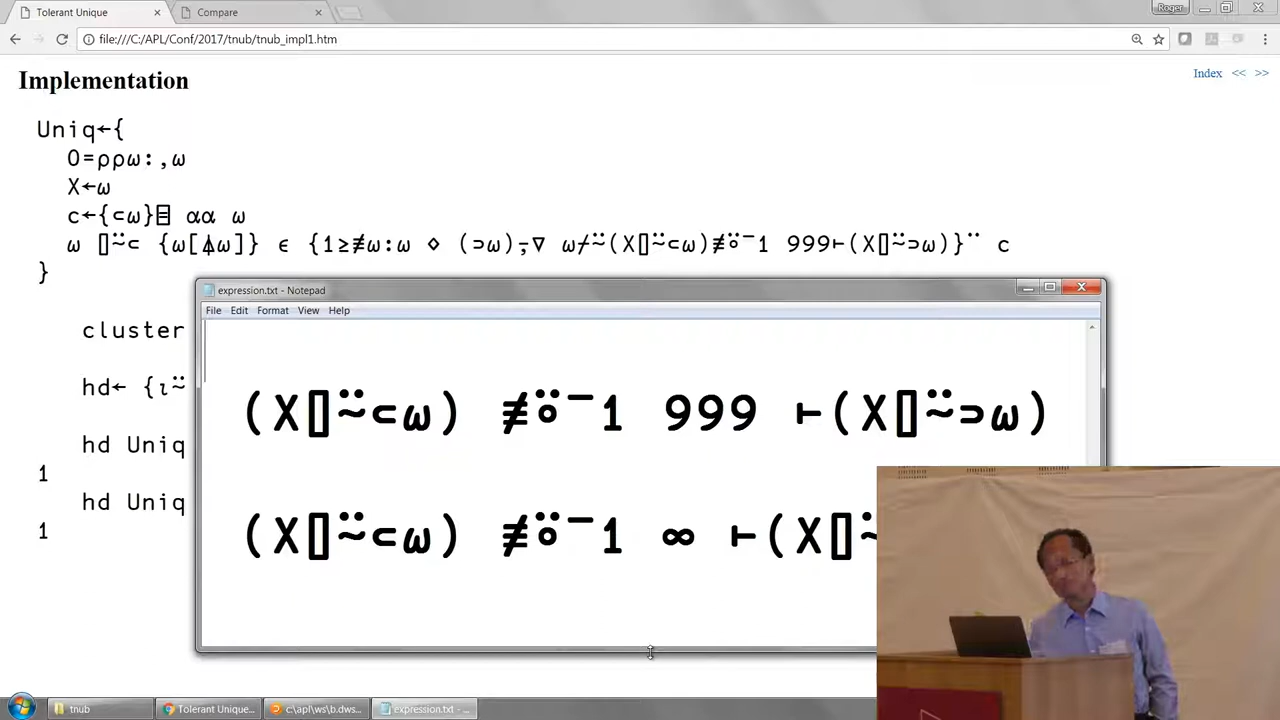 Tolerant Unique
Compare
Roger
file:///C:/APL/Conf/2017/tnub/tnub_impl1.htm
Implementation
Index << >>
Uniq←{
0=⍴⍴⍵:,⍵
X←⍵
c←{⊂⍵}⌸ ⍺⍺ ⍵
⍵ ⌷⍨⊂ {⍵[⍋⍵]} ∊ {1≥≢⍵:⍵ ⋄ (⊃⍵),∇ ⍵⌿⍨(X⌷⍨⊂⍵)≢⍤¯1 999⊢(X⌷⍨⊃⍵)}¨ c
}
cluster
hd← {⍳⍨
hd Uniq
1
hd Uniq
1
expression.txt - Notepad
File Edit Format View Help
(X⌷⍨⊂⍵) ≢⍤¯1 999 ⊢(X⌷⍨⊃⍵)
(X⌷⍨⊂⍵) ≢⍤¯1 ∞ ⊢(X⌷⍨
tnub
Tolerant Unique...
c:\apl\ws\b.dws...
expression.txt - ...